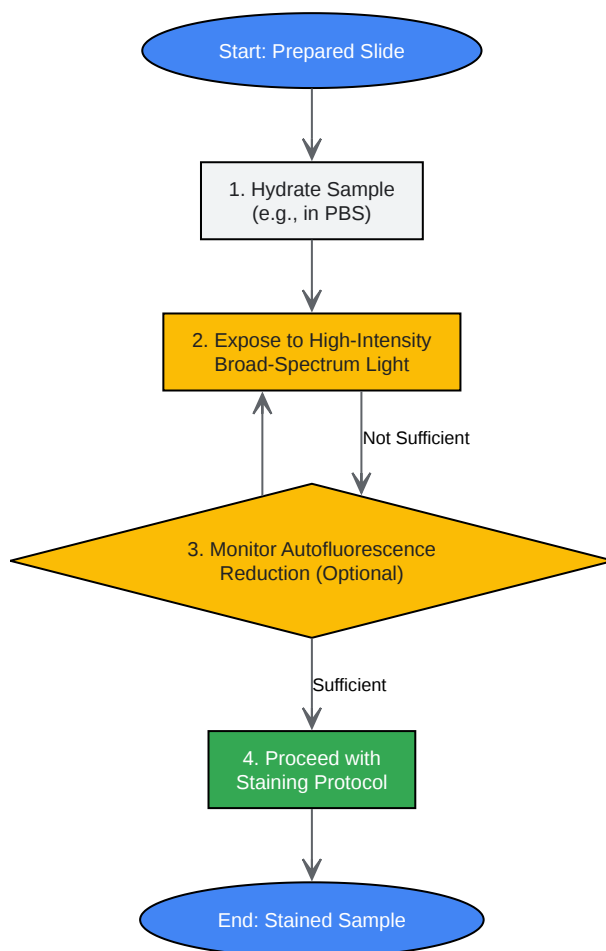 Start: Prepared Slide
1. Hydrate Sample
(e.g., in PBS)
2. Expose to High-Intensity
Broad-Spectrum Light
Not Sufficient
3. Monitor Autofluorescence
Reduction (Optional)
Sufficient
4. Proceed with
Staining Protocol
End: Stained Sample